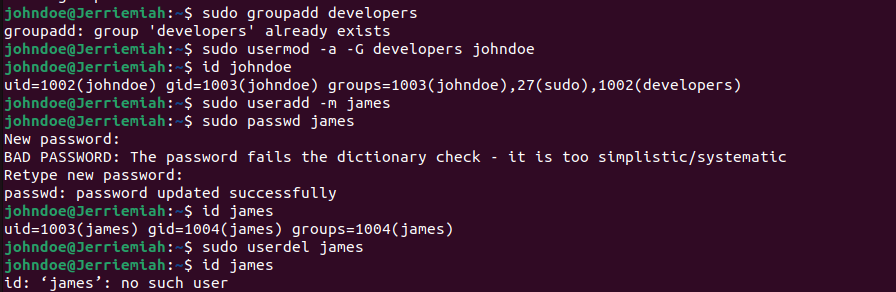 johndoe@Jerriemiah:~$ sudo groupadd developers
groupadd: group 'developers' already exists
johndoe@Jerriemiah:~$ sudo usermod -a -G developers johndoe
johndoe@Jerriemiah:~$ id johndoe
uid=1002(johndoe) gid=1003(johndoe) groups=1003(johndoe),27(sudo),1002(developers)
johndoe@Jerriemiah:~$ sudo useradd -m james
johndoe@Jerriemiah:~$ sudo passwd james
New password:
BAD PASSWORD: The password fails the dictionary check - it is too simplistic/systematic
Retype new password:
passwd: password updated successfully
johndoe@Jerriemiah:~$ id james
uid=1003(james) gid=1004(james) groups=1004(james)
johndoe@Jerriemiah:~$ sudo userdel james
johndoe@Jerriemiah:~$ id james
id: ‘james’: no such user